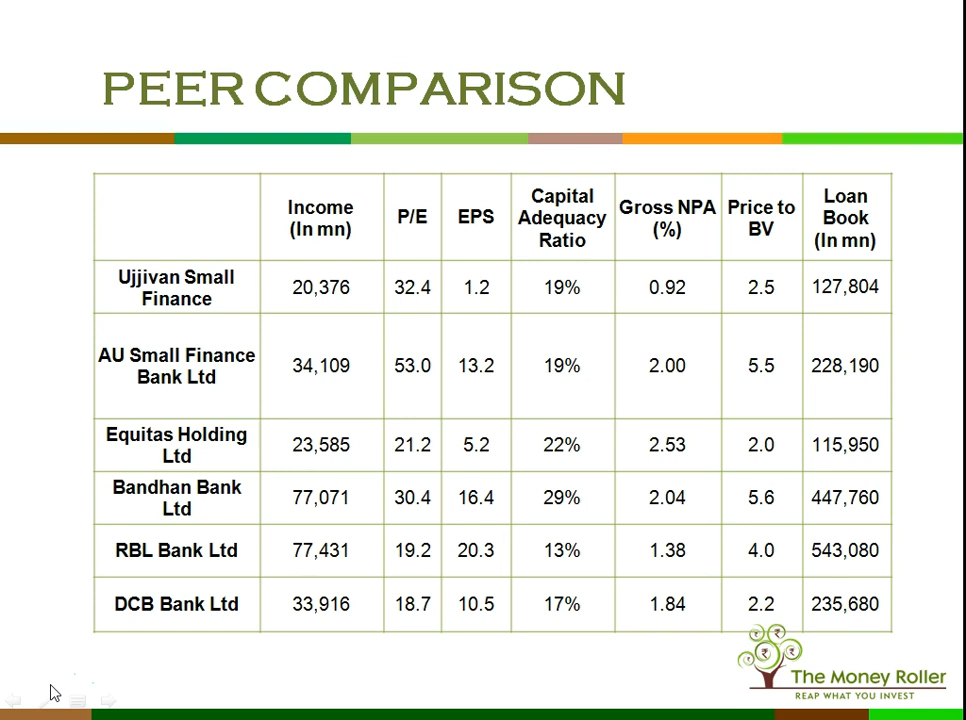 PEER COMPARISON
Income
(In mn)
P/E
EPS
Capital
Adequacy
Ratio
Gross NPA
(%)
Price to
BV
Loan
Book
(In mn)
Ujjivan Small
Finance
20,376
32.4
1.2
19%
0.92
2.5
127,804
AU Small Finance
Bank Ltd
34,109
53.0
13.2
19%
2.00
5.5
228,190
Equitas Holding
Ltd
23,585
21.2
5.2
22%
2.53
2.0
115,950
Bandhan Bank
Ltd
77,071
30.4
16.4
29%
2.04
5.6
447,760
RBL Bank Ltd
77,431
19.2
20.3
13%
1.38
4.0
543,080
DCB Bank Ltd
33,916
18.7
10.5
17%
1.84
2.2
235,680
₹ ₹
₹ ₹ ₹
The Money Roller
REAP WHAT YOU INVEST